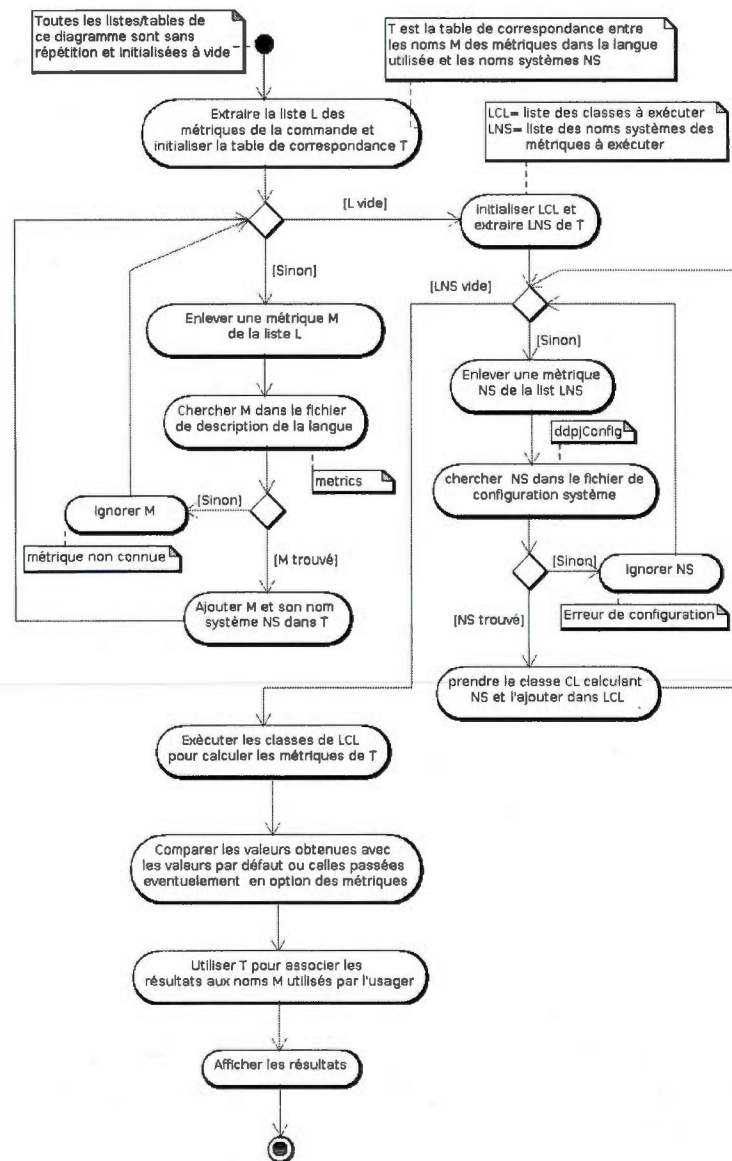 Toutes les listes/tables de
ce diagramme sont sans
répétition et initialisées à vide
T est la table de correspondance entre
les noms M des métriques dans la langue
utilisée et les noms systèmes NS
Extraire la liste L des
métriques de la commande et
initialiser la table de correspondance T
LCL= liste des classes à exécuter
LNS= liste des noms systèmes des
métriques à exécuter
[L vide]
initialiser LCL et
extraire LNS de T
[Sinon]
[LNS vide]
Enlever une métrique M
de la liste L
[Sinon]
Enlever une mètrique
NS de la list LNS
Chercher M dans le fichier
de description de la langue
ddpjConfig
metrics
chercher NS dans le fichier de
configuration système
[Sinon]
Ignorer M
métrique non connue
[M trouvé]
[Sinon]
Ignorer NS
Erreur de configuration
Ajouter M et son nom
système NS dans T
[NS trouvé]
prendre la classe CL calculant
NS et l'ajouter dans LCL
Exècuter les classes de LCL
pour calculer les métriques de T
Comparer les valeurs obtenues avec
les valeurs par défaut ou celles passées
eventuelement en option des métriques
Utiliser T pour associer les
résultats aux noms M utilisés par l'usager
Afficher les résultats